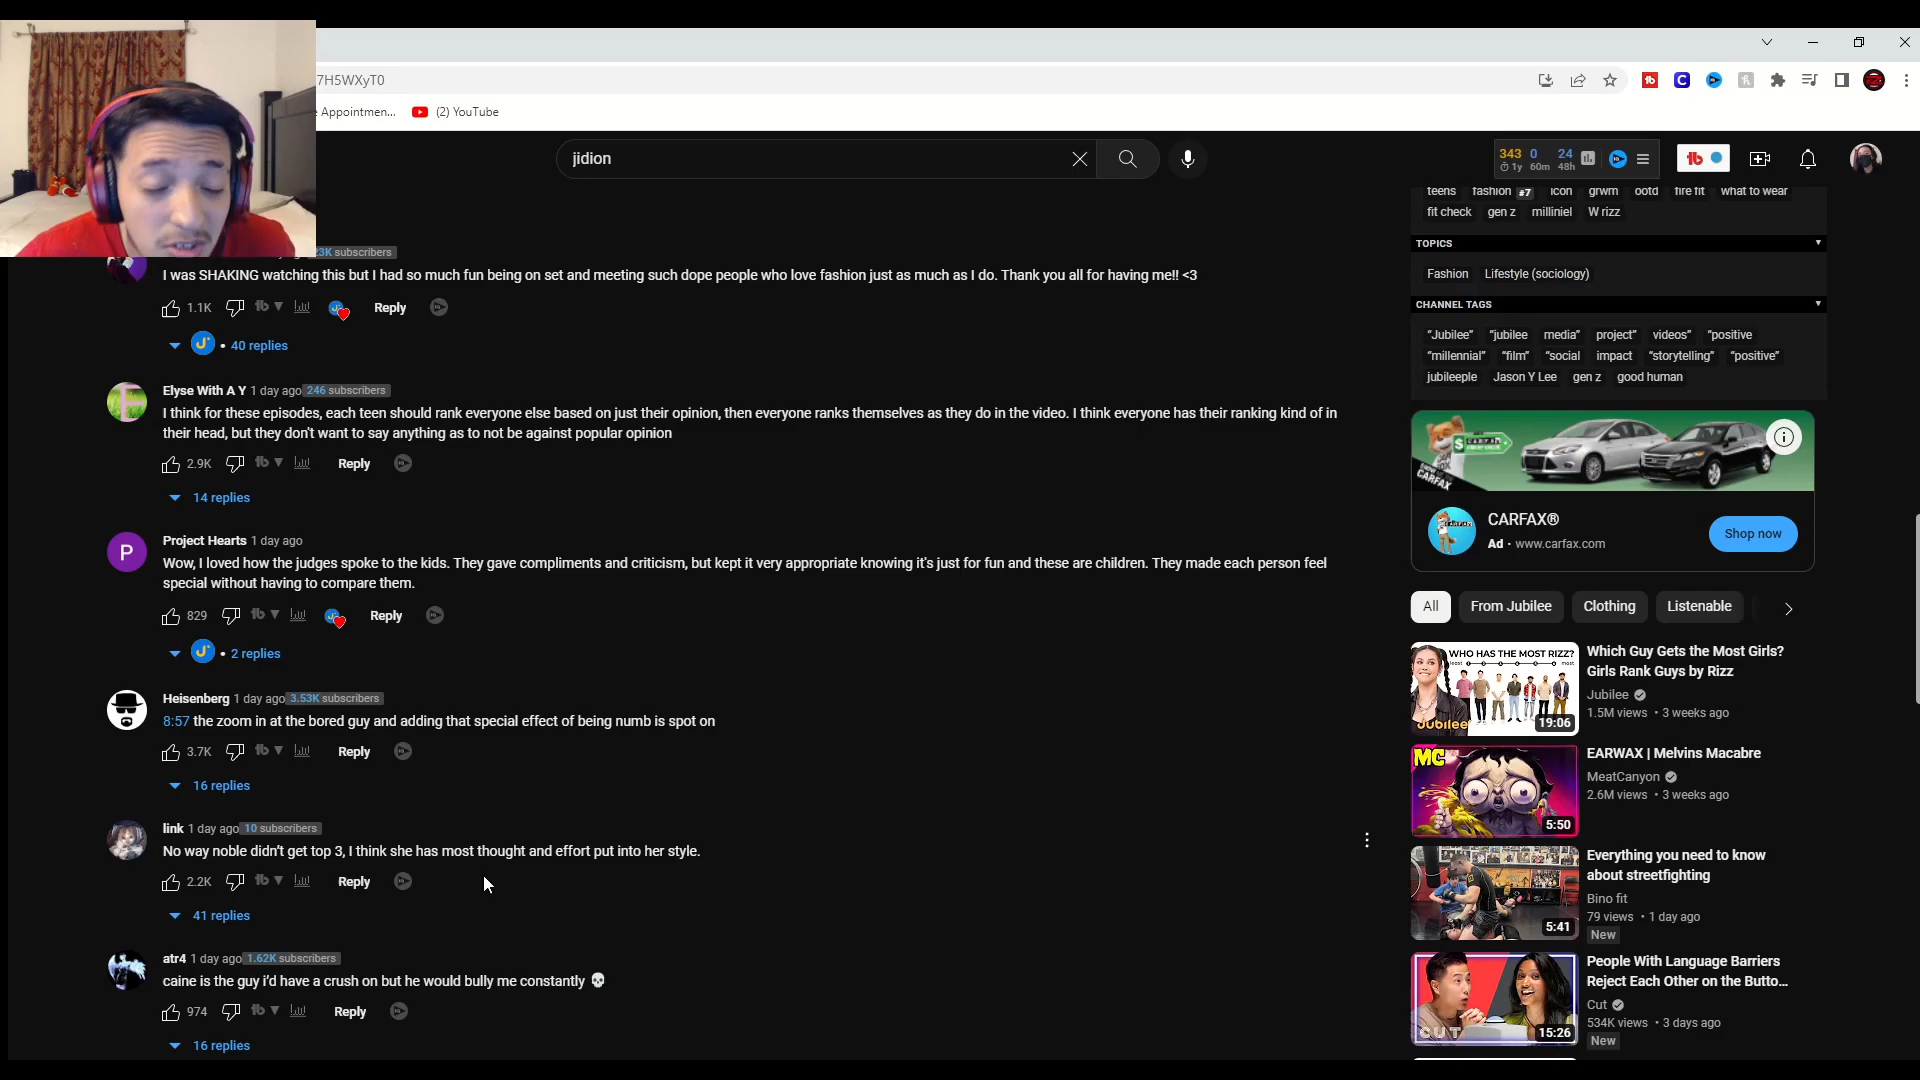 7H5WXyT0
e Appointmen...
(2) YouTube
jidion
343 0 24
1y 60m 48h
teens fashion #7 icon grwm ootd fire fit what to wear
fit check gen z milliniel W rizz
TOPICS
Fashion Lifestyle (sociology)
CHANNEL TAGS
"Jubilee" "jubilee media" project" videos" "positive
"millennial" "film" "social impact "storytelling" "positive"
jubileeple Jason Y Lee gen z good human
23K subscribers
I was SHAKING watching this but I had so much fun being on set and meeting such dope people who love fashion just as much as I do. Thank you all for having me!! <3
1.1K Reply
• 40 replies
Elyse With A Y 1 day ago 246 subscribers
I think for these episodes, each teen should rank everyone else based on just their opinion, then everyone ranks themselves as they do in the video. I think everyone has their ranking kind of in
their head, but they don't want to say anything as to not be against popular opinion
2.9K Reply
14 replies
P
Project Hearts 1 day ago
Wow, I loved how the judges spoke to the kids. They gave compliments and criticism, but kept it very appropriate knowing it's just for fun and these are children. They made each person feel
special without having to compare them.
829 Reply
• 2 replies
Heisenberg 1 day ago 3.53K subscribers
8:57 the zoom in at the bored guy and adding that special effect of being numb is spot on
3.7K Reply
16 replies
link 1 day ago 10 subscribers
No way noble didn't get top 3, I think she has most thought and effort put into her style.
2.2K Reply
41 replies
atr4 1 day ago 1.62K subscribers
caine is the guy i'd have a crush on but he would bully me constantly 💀
974 Reply
16 replies
CARFAX
CARFAX®
Ad • www.carfax.com
Shop now
All From Jubilee Clothing Listenable
WHO HAS THE MOST RIZZ?
least most
Jubilee
19:06
Which Guy Gets the Most Girls?
Girls Rank Guys by Rizz
Jubilee
1.5M views • 3 weeks ago
MC
5:50
EARWAX | Melvins Macabre
MeatCanyon
2.6M views • 3 weeks ago
5:41
Everything you need to know
about streetfighting
Bino fit
79 views • 1 day ago
New
CUT
15:26
People With Language Barriers
Reject Each Other on the Butto...
Cut
534K views • 3 days ago
New